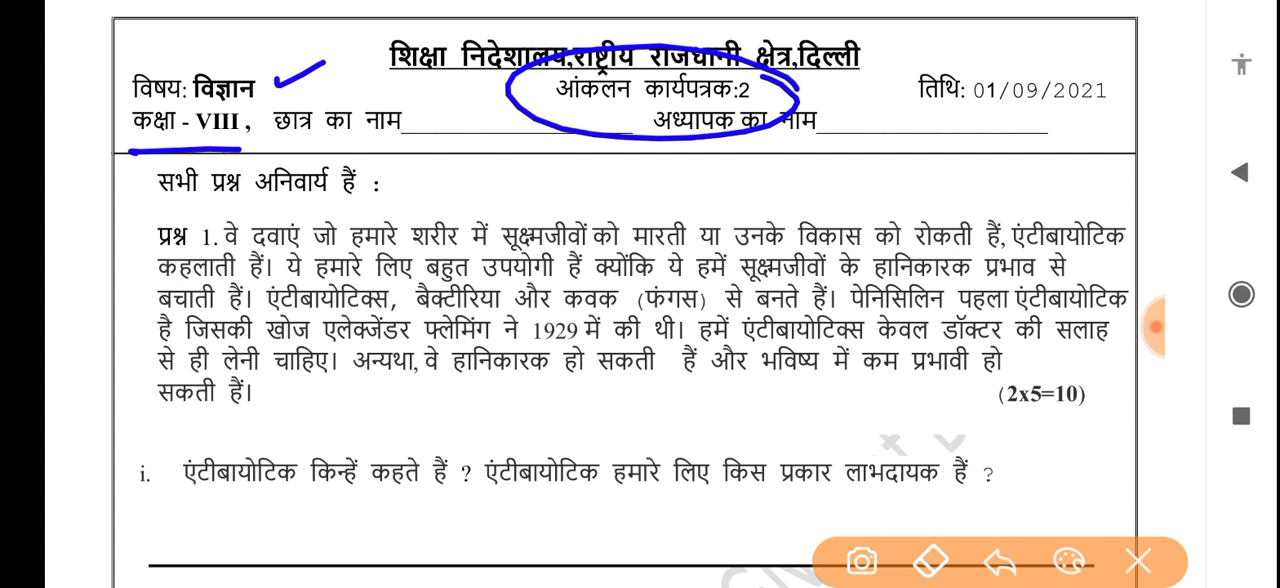 शिक्षा निदेशालय,राष्ट्रीय राजधानी क्षेत्र,दिल्ली
विषय: विज्ञान आंकलन कार्यपत्रक:2 तिथि: 01/09/2021
कक्षा - VIII , छात्र का नाम____________________ अध्यापक का नाम____________________
सभी प्रश्न अनिवार्य हैं :
प्रश्न 1. वे दवाएं जो हमारे शरीर में सूक्ष्मजीवों को मारती या उनके विकास को रोकती हैं, एंटीबायोटिक
कहलाती हैं। ये हमारे लिए बहुत उपयोगी हैं क्योंकि ये हमें सूक्ष्मजीवों के हानिकारक प्रभाव से
बचाती हैं। एंटीबायोटिक्स, बैक्टीरिया और कवक (फंगस) से बनते हैं। पेनिसिलिन पहला एंटीबायोटिक
है जिसकी खोज एलेक्जेंडर फ्लेमिंग ने 1929 में की थी। हमें एंटीबायोटिक्स केवल डॉक्टर की सलाह
से ही लेनी चाहिए। अन्यथा, वे हानिकारक हो सकती हैं और भविष्य में कम प्रभावी हो
सकती हैं। (2x5=10)
i. एंटीबायोटिक किन्हें कहते हैं ? एंटीबायोटिक हमारे लिए किस प्रकार लाभदायक हैं ?